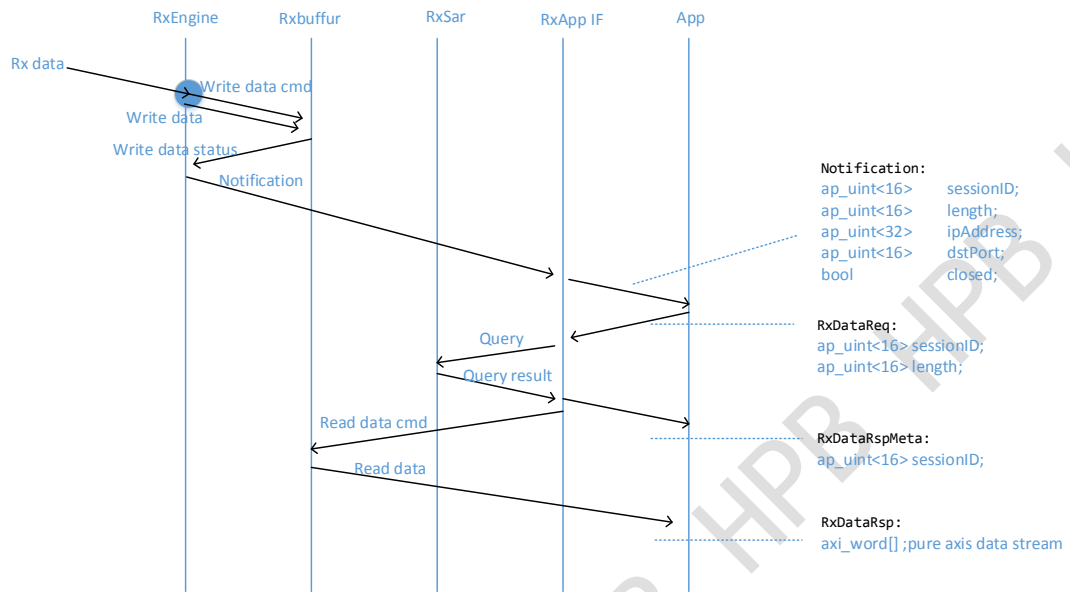 RxEngine
Rxbuffur
RxSar
RxApp IF
App
Rx data
Write data cmd
Write data
Write data status
Notification
Notification:
ap_uint<16> sessionID;
ap_uint<16> length;
ap_uint<32> ipAddress;
ap_uint<16> dstPort;
bool closed;
RxDataReq:
ap_uint<16> sessionID;
ap_uint<16> length;
Query
Query result
Read data cmd
RxDataRspMeta:
ap_uint<16> sessionID;
Read data
RxDataRsp:
axi_word[] ;pure axis data stream
HPB
HPB